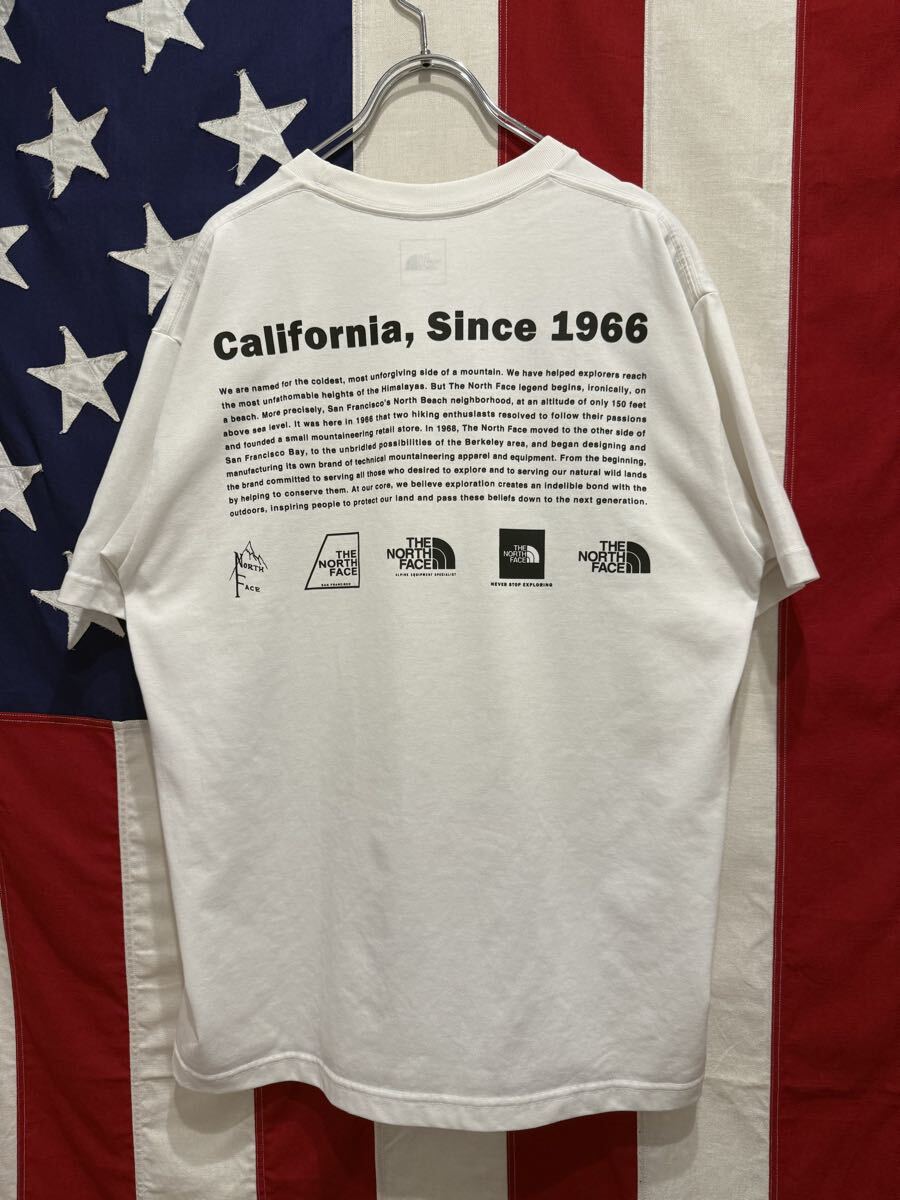 California, Since 1966
We are named for the coldest, most unforgiving side of a mountain. We have helped explorers reach
the most unfathomable heights of the Himalayas. But The North Face legend begins, ironically, on
a beach. More precisely, San Francisco's North Beach neighborhood, at an altitude of only 150 feet
above sea level. It was here in 1966 that two hiking enthusiasts resolved to follow their passions
and founded a small mountaineering retail store. In 1968, The North Face moved to the other side of
San Francisco Bay, to the unbridled possibilities of the Berkeley area, and began designing and
manufacturing its own brand of technical mountaineering apparel and equipment. From the beginning,
the brand committed to serving all those who desired to explore and to serving our natural wild lands
by helping to conserve them. At our core, we believe exploration creates an indelible bond with the
outdoors, inspiring people to protect our land and pass these beliefs down to the next generation.
NORTH
FACE
THE
NORTH
FACE
SAN FRANCISCO
THE
NORTH
FACE
ALPINE EQUIPMENT SPECIALIST
THE
NORTH
FACE
NEVER STOP EXPLORING
THE
NORTH
FACE